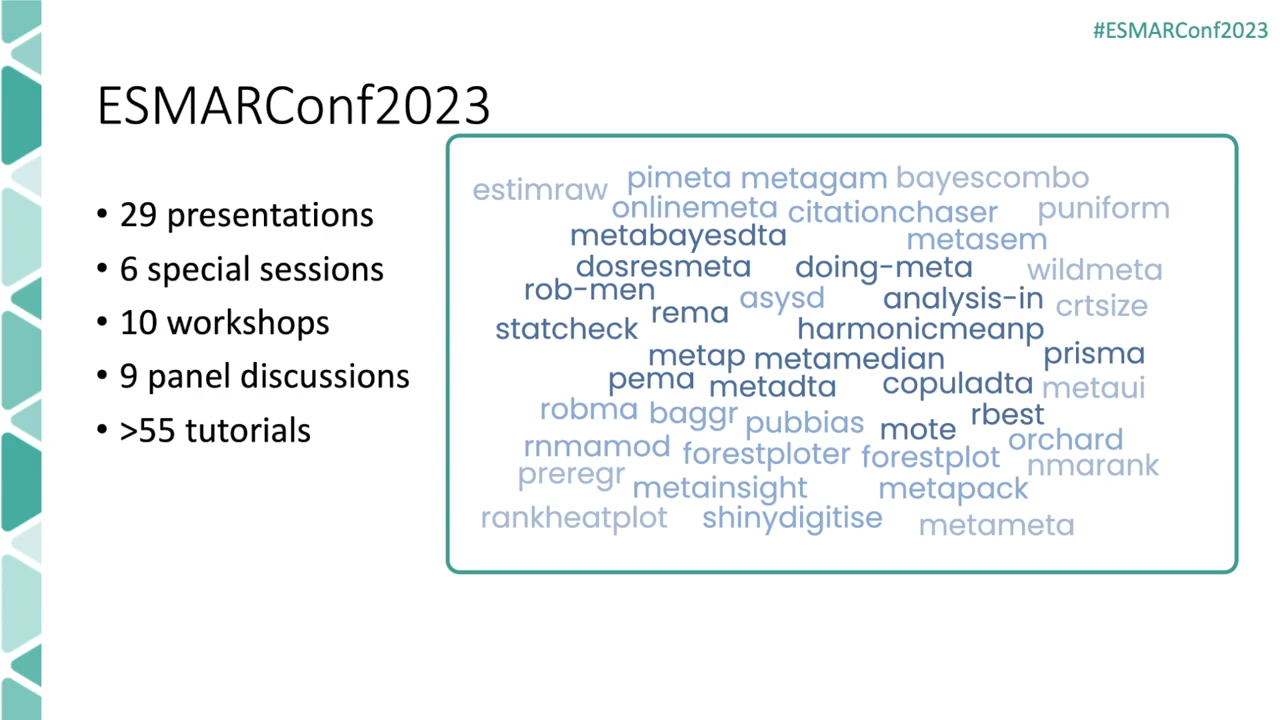 #ESMARConf2023
ESMARConf2023
• 29 presentations
• 6 special sessions
• 10 workshops
• 9 panel discussions
• >55 tutorials
estimraw pimeta metagam bayescombo
onlinemeta citationchaser puniform
metabayesdta metasem
dosresmeta doing-meta wildmeta
rob-men asysd analysis-in crtsize
statcheck rema harmonicmeanp
metap metamedian prisma
pema metadta copuladta metaui
robma baggr pubbias mote rbest
rnmamod forestploter forestplot orchard
preregr metainsight metapack nmarank
rankheatplot shinydigitise metameta